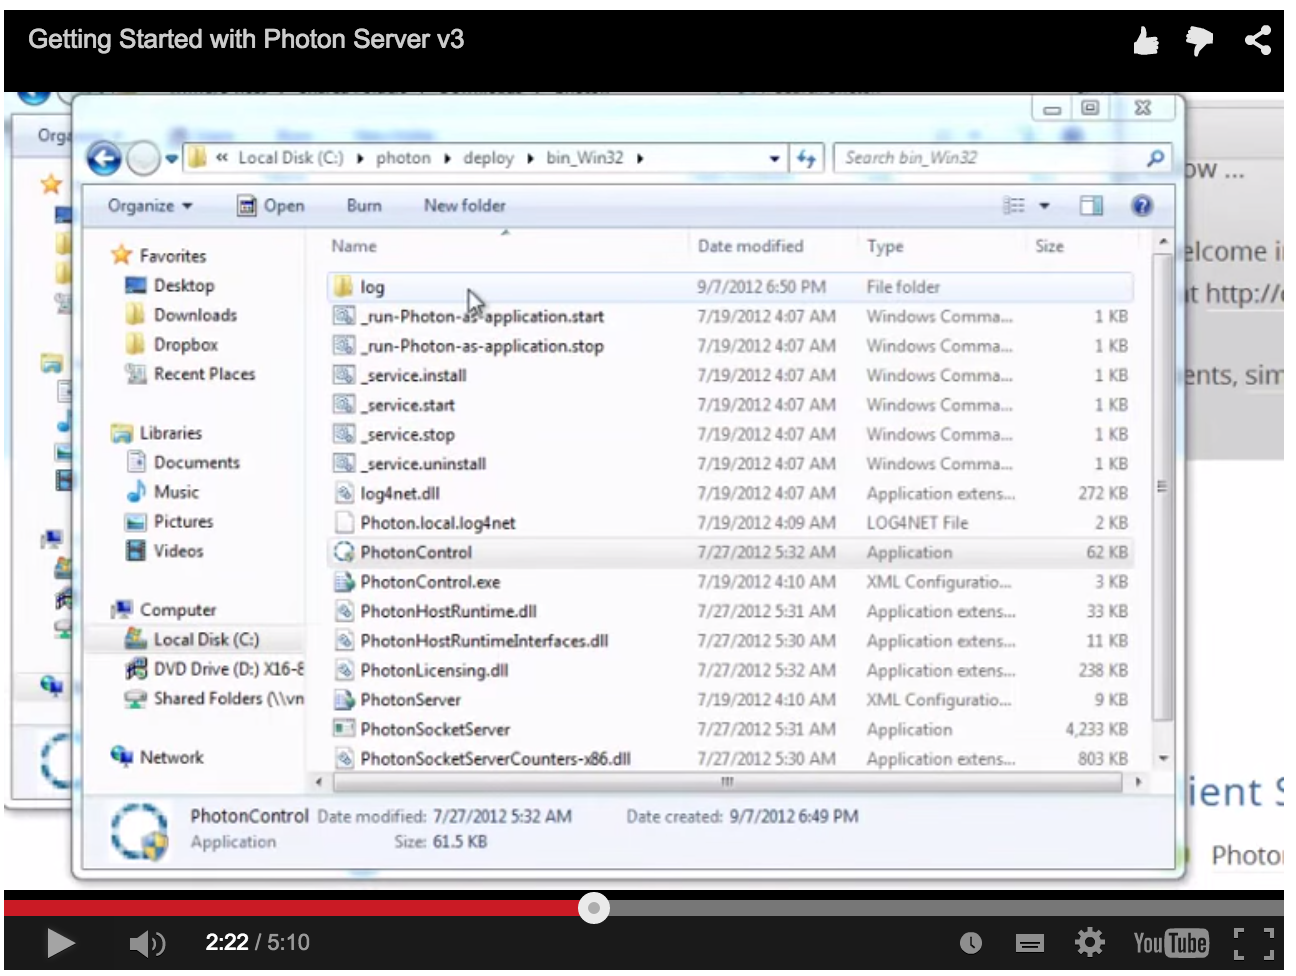 Getting Started with Photon Server v3
« Local Disk (C:) ▸ photon ▸ deploy ▸ bin_Win32 ▸
Search bin_Win32
Organize
Open
Burn
New folder
Name Date modified Type Size
Favorites
Desktop
Downloads
Dropbox
Recent Places
Libraries
Documents
Music
Pictures
Videos
Computer
Local Disk (C:)
DVD Drive (D:) X16-8
Shared Folders (\\vn
Network
log 9/7/2012 6:50 PM File folder
_run-Photon-as-application.start 7/19/2012 4:07 AM Windows Comma... 1 KB
_run-Photon-as-application.stop 7/19/2012 4:07 AM Windows Comma... 1 KB
_service.install 7/19/2012 4:07 AM Windows Comma... 1 KB
_service.start 7/19/2012 4:07 AM Windows Comma... 1 KB
_service.stop 7/19/2012 4:07 AM Windows Comma... 1 KB
_service.uninstall 7/19/2012 4:07 AM Windows Comma... 1 KB
log4net.dll 7/19/2012 4:07 AM Application extens... 272 KB
Photon.local.log4net 7/19/2012 4:09 AM LOG4NET File 2 KB
PhotonControl 7/27/2012 5:32 AM Application 62 KB
PhotonControl.exe 7/19/2012 4:10 AM XML Configuratio... 3 KB
PhotonHostRuntime.dll 7/27/2012 5:31 AM Application extens... 33 KB
PhotonHostRuntimeInterfaces.dll 7/27/2012 5:30 AM Application extens... 11 KB
PhotonLicensing.dll 7/27/2012 5:32 AM Application extens... 238 KB
PhotonServer 7/19/2012 4:10 AM XML Configuratio... 9 KB
PhotonSocketServer 7/27/2012 5:31 AM Application 4,233 KB
PhotonSocketServerCounters-x86.dll 7/27/2012 5:30 AM Application extens... 803 KB
PhotonControl Date modified: 7/27/2012 5:32 AM Date created: 9/7/2012 6:49 PM
Application Size: 61.5 KB
Orga
ow ...
elcome i
t http://
ents, sim
ient S
Photo
2:22 / 5:10
YouTube